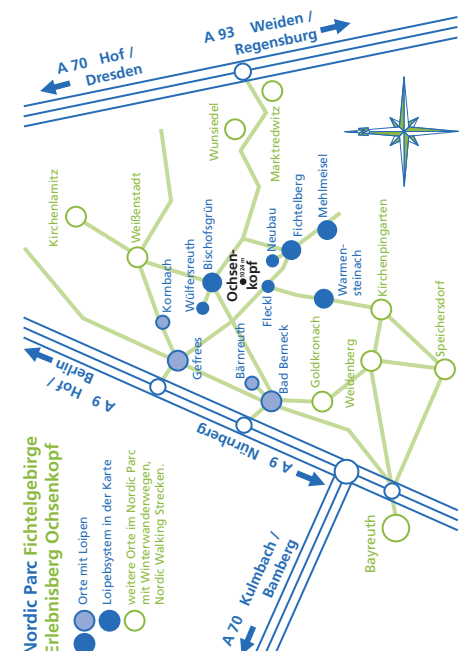 Nordic Parc Fichtelgebirge
Erlebnisberg Ochsenkopf
Orte mit Loipen
Loipebsystem in der Karte
weitere Orte im Nordic Parc
mit Winterwanderwegen,
Nordic Walking Strecken.
A 9 Hof /
Berlin
A 70 Hof /
Dresden
A 93 Weiden /
Regensburg
A 9 Nürnberg
A 70 Kulmbach /
Bamberg
Kirchenlamitz
Weißenstadt
Wunsiedel
Marktredwitz
Kornbach
Wülfersreuth
Bischofsgrün
Gefrees
Ochsen-
1024 m
kopf
Neubau
Fichtelberg
Mehlmeisel
Fleckl
Warmen-
steinach
Bärnreuth
Bad Berneck
Goldkronach
Weidenberg
Kirchenpingarten
Speichersdorf
Bayreuth
N